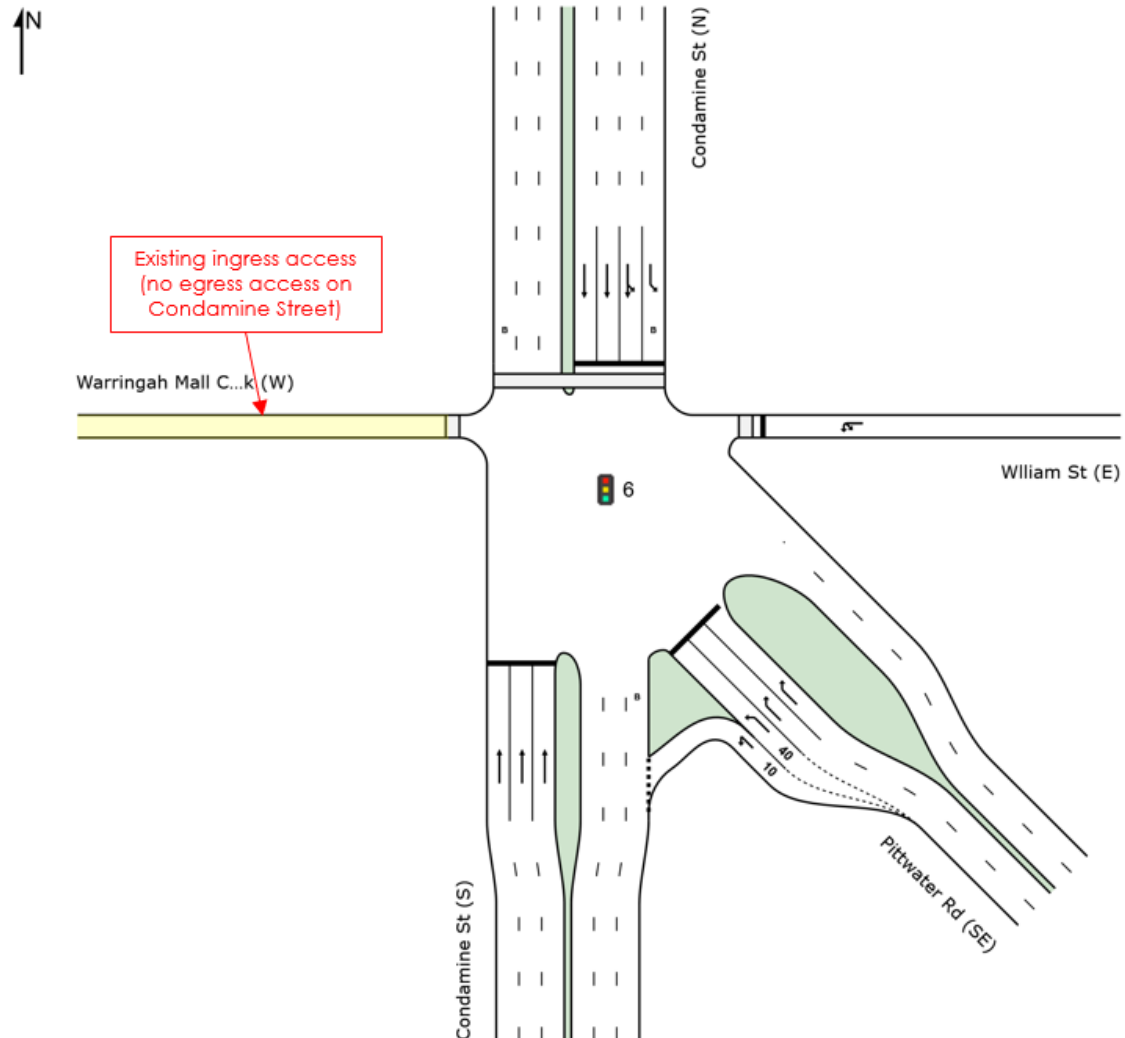 N
Condamine St (N)
Existing ingress access
(no egress access on
Condamine Street)
B
B
Warringah Mall C...k (W)
Wlliam St (E)
6
B
40
10
Pittwater Rd (SE)
Condamine St (S)